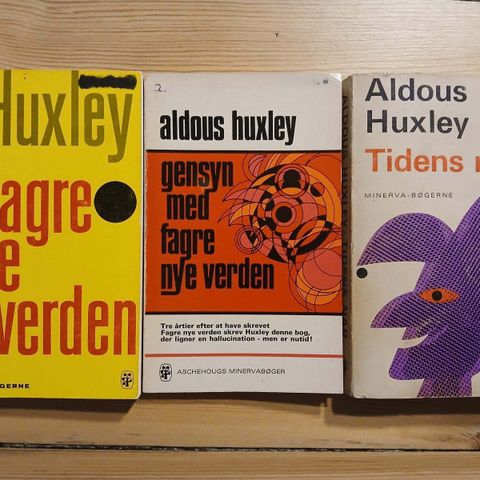 Huxley
agre
e
verden
GERNE
2.
aldous huxley
gensyn
med
fagre
nye verden
Tre årtier efter at have skrevet
Fagre nye verden skrev Huxley denne bog,
der ligner en hallucination - men er nutid!
ASCHEHOUGS MINERVABØGER
Aldous
Huxley
Tidens
MINERVA-BØGERNE